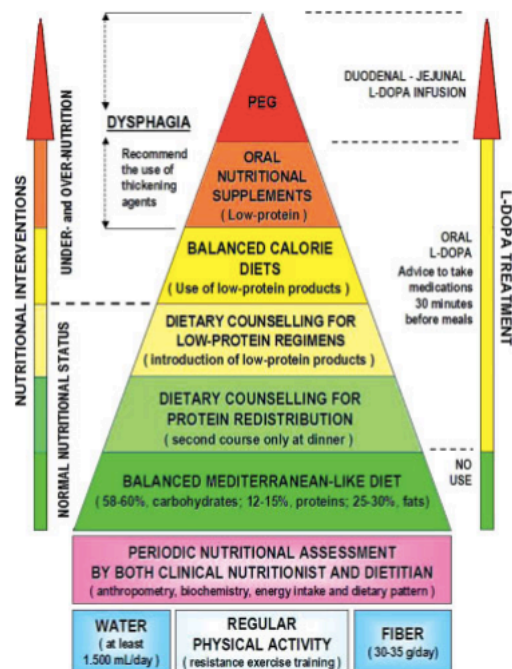 NUTRITIONAL INTERVENTIONS
UNDER- and OVER-NUTRITION
NORMAL NUTRITIONAL STATUS
DYSPHAGIA
Recommend
the use of
thickening
agents
PEG
ORAL
NUTRITIONAL
SUPPLEMENTS
(Low-protein)
BALANCED CALORIE
DIETS
( Use of low-protein products )
DIETARY COUNSELLING FOR
LOW-PROTEIN REGIMENS
(introduction of low-protein products)
DIETARY COUNSELLING FOR
PROTEIN REDISTRIBUTION
(second course only at dinner)
BALANCED MEDITERRANEAN-LIKE DIET
(58-60%, carbohydrates; 12-15%, proteins; 25-30%, fats)
DUODENAL - JEJUNAL
L-DOPA INFUSION
ORAL
L-DOPA
Advice to take
medications
30 minutes
before meals
NO
USE
L-DOPA TREATMENT
PERIODIC NUTRITIONAL ASSESSMENT
BY BOTH CLINICAL NUTRITIONIST AND DIETITIAN
(anthropometry, biochemistry, energy intake and dietary pattern )
WATER
( at least
1.500 mL/day)
REGULAR
PHYSICAL ACTIVITY
(resistance exercise training)
FIBER
(30-35 g/day)